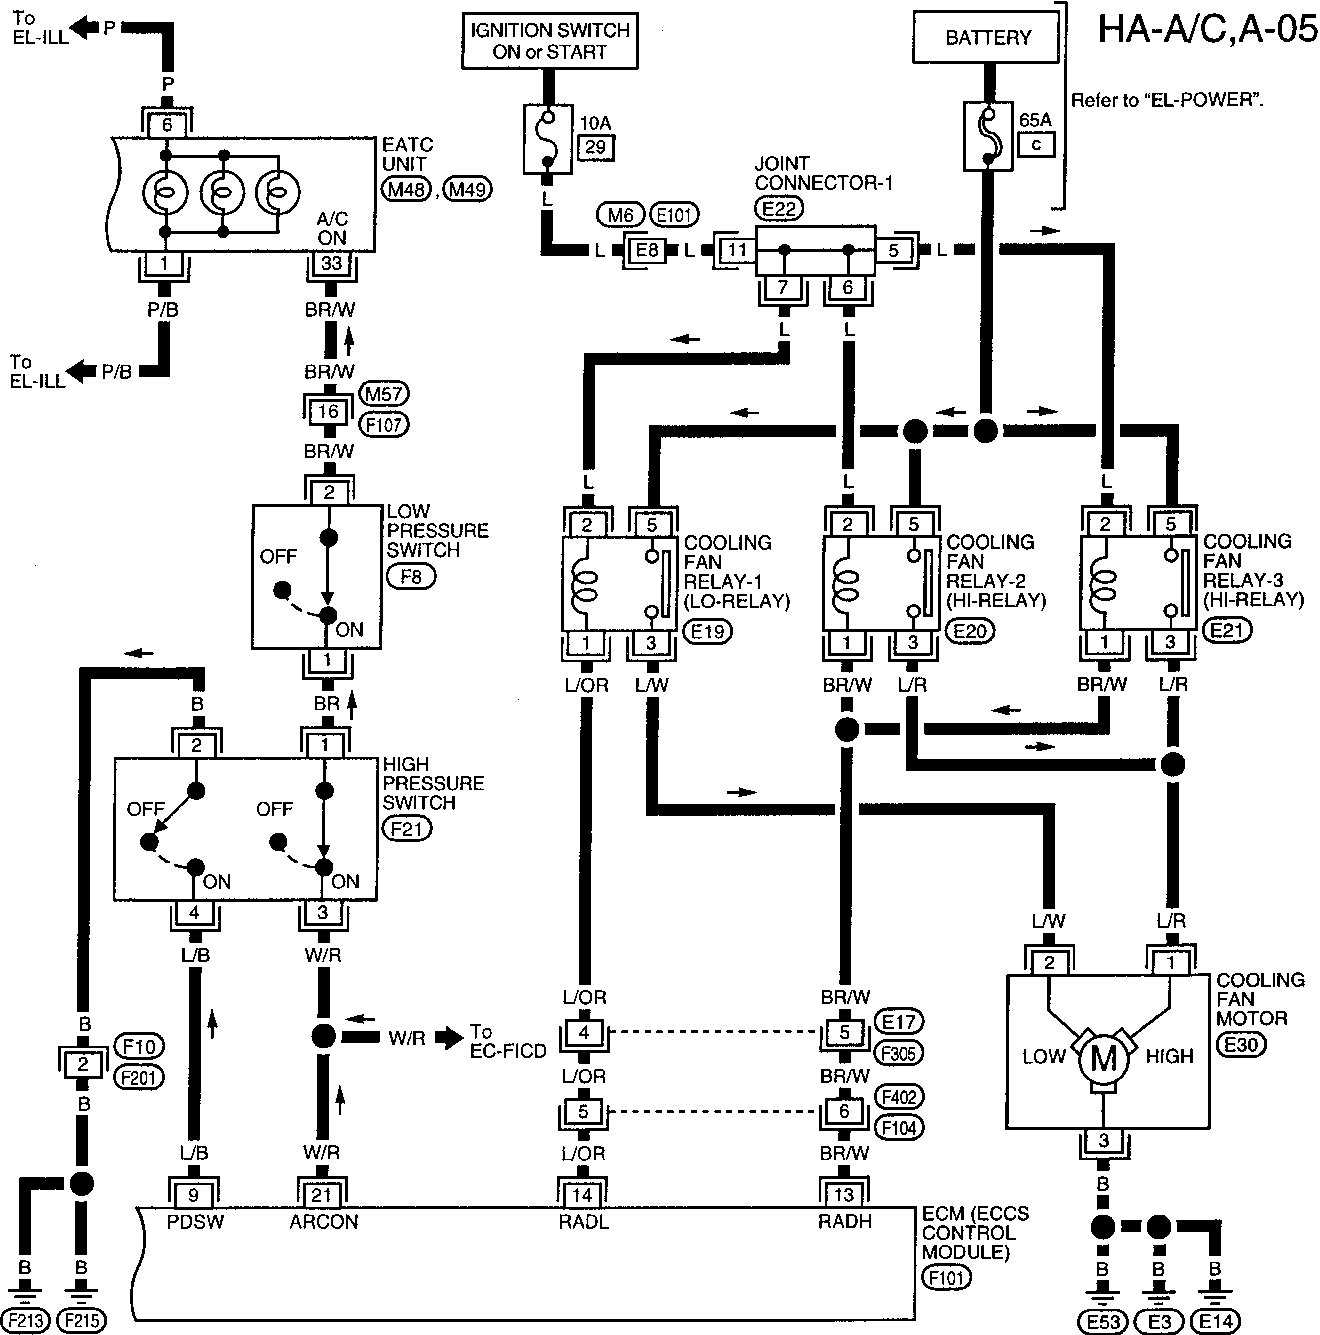 To
EL-ILL
P
P
6
EATC
UNIT
M48, M49
A/C
ON
1
33
P/B
BR/W
To
EL-ILL
P/B
BR/W
16
M57
F107
BR/W
2
LOW
PRESSURE
SWITCH
F8
OFF
ON
1
B
BR
2
1
HIGH
PRESSURE
SWITCH
F21
OFF
OFF
ON
ON
4
3
L/B
W/R
B
2
F10
F201
B
W/R
To
EC-FICD
L/B
W/R
9
21
PDSW
ARCON
B
B
F213
F215
IGNITION SWITCH
ON or START
10A
29
L
BATTERY
HA-A/C,A-05
Refer to "EL-POWER".
65A
c
JOINT
CONNECTOR-1
E22
M6
E101
L
E8
L
11
5
L
7
6
L
L
L
L
L
2
5
2
5
2
5
COOLING
FAN
RELAY-1
(LO-RELAY)
E19
COOLING
FAN
RELAY-2
(HI-RELAY)
E20
COOLING
FAN
RELAY-3
(HI-RELAY)
E21
1
3
1
3
1
3
L/OR
L/W
BR/W
L/R
BR/W
L/R
L/W
L/R
2
1
COOLING
FAN
MOTOR
E30
LOW
M
HIGH
3
B
B
B
B
E53
E3
E14
L/OR
BR/W
4
5
E17
F305
L/OR
BR/W
5
6
F402
F104
L/OR
BR/W
14
13
RADL
RADH
ECM (ECCS
CONTROL
MODULE)
F101